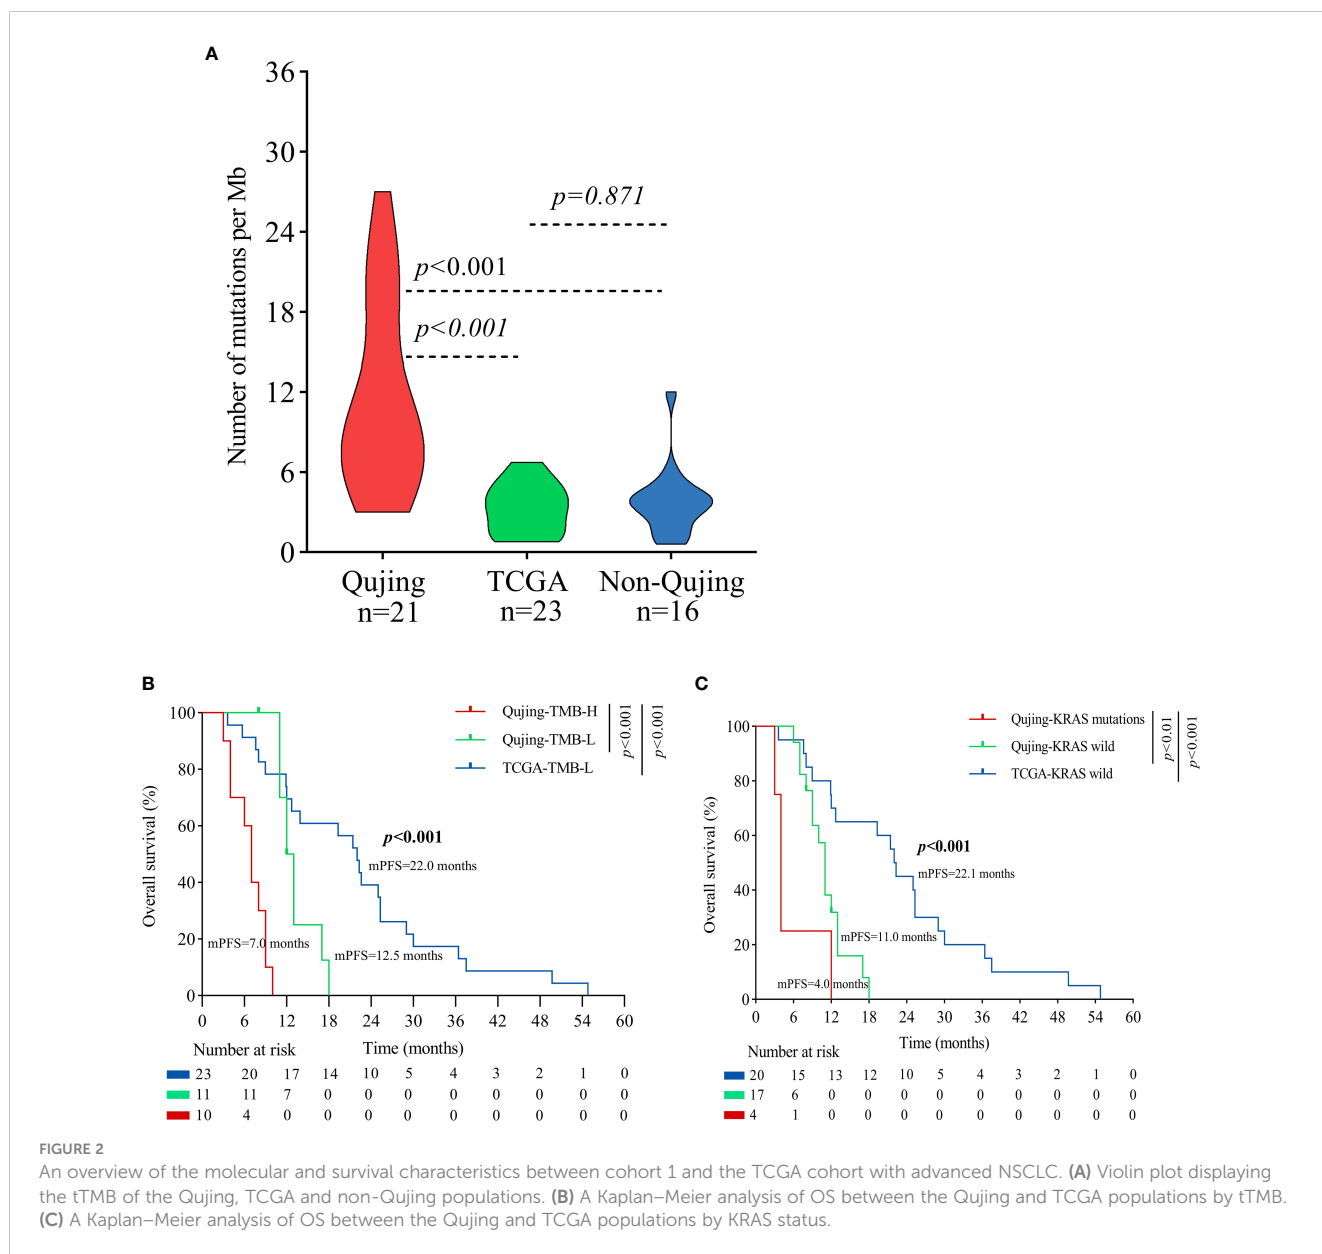 A
36
30
24
18
12
6
0
Number of mutations per Mb
p=0.871
p<0.001
p<0.001
Qujing
n=21
TCGA
n=23
Non-Qujing
n=16
B
Qujing-TMB-H
Qujing-TMB-L
TCGA-TMB-L
p<0.001
p<0.001
100
80
60
40
20
0
Overall survival (%)
p<0.001
mPFS=22.0 months
mPFS=7.0 months
mPFS=12.5 months
0 6 12 18 24 30 36 42 48 54 60
Number at risk
Time (months)
23 20 17 14 10 5 4 3 2 1 0
11 11 7 0 0 0 0 0 0 0 0
10 4 0 0 0 0 0 0 0 0 0
C
Qujing-KRAS mutations
Qujing-KRAS wild
TCGA-KRAS wild
p<0.01
p<0.001
100
80
60
40
20
0
Overall survival (%)
p<0.001
mPFS=22.1 months
mPFS=11.0 months
mPFS=4.0 months
0 6 12 18 24 30 36 42 48 54 60
Number at risk
Time (months)
20 15 13 12 10 5 4 3 2 1 0
17 6 0 0 0 0 0 0 0 0 0
4 1 0 0 0 0 0 0 0 0 0
FIGURE 2
An overview of the molecular and survival characteristics between cohort 1 and the TCGA cohort with advanced NSCLC. (A) Violin plot displaying
the tTMB of the Qujing, TCGA and non-Qujing populations. (B) A Kaplan–Meier analysis of OS between the Qujing and TCGA populations by tTMB.
(C) A Kaplan–Meier analysis of OS between the Qujing and TCGA populations by KRAS status.